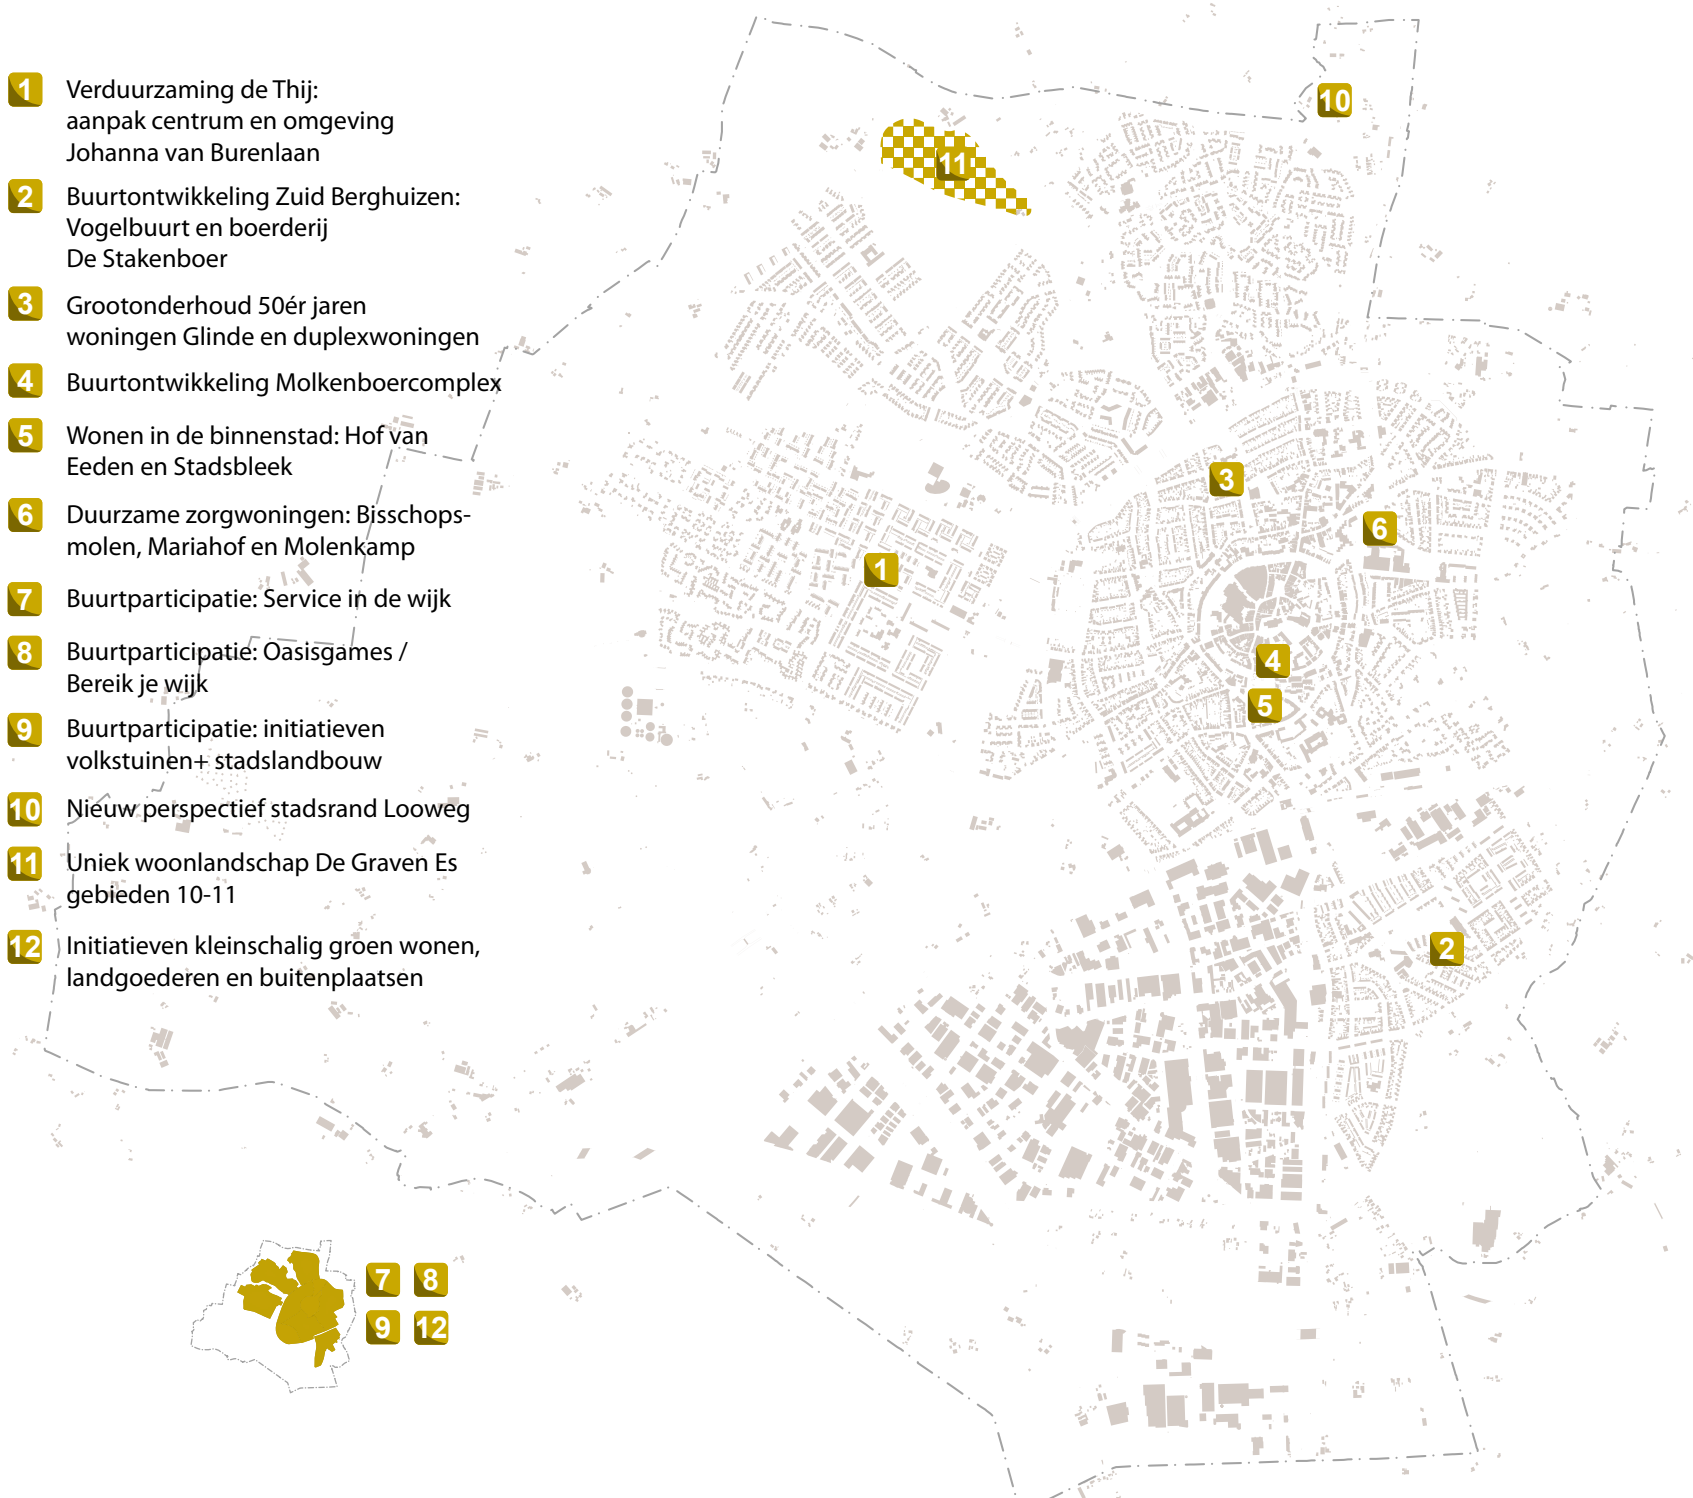 1 Verduurzaming de Thij:
aanpak centrum en omgeving
Johanna van Burenlaan
2 Buurtontwikkeling Zuid Berghuizen:
Vogelbuurt en boerderij
De Stakenboer
3 Grootonderhoud 50ér jaren
woningen Glinde en duplexwoningen
4 Buurtontwikkeling Molkenboercomplex
5 Wonen in de binnenstad: Hof van
Eeden en Stadsbleek
6 Duurzame zorgwoningen: Bisschops-
molen, Mariahof en Molenkamp
7 Buurtparticipatie: Service in de wijk
8 Buurtparticipatie: Oasisgames /
Bereik je wijk
9 Buurtparticipatie: initiatieven
volkstuinen+ stadslandbouw
10 Nieuw perspectief stadsrand Looweg
11 Uniek woonlandschap De Graven Es
gebieden 10-11
12 Initiatieven kleinschalig groen wonen,
landgoederen en buitenplaatsen
10
11
3
6
1
4
5
2
7 8
9 12